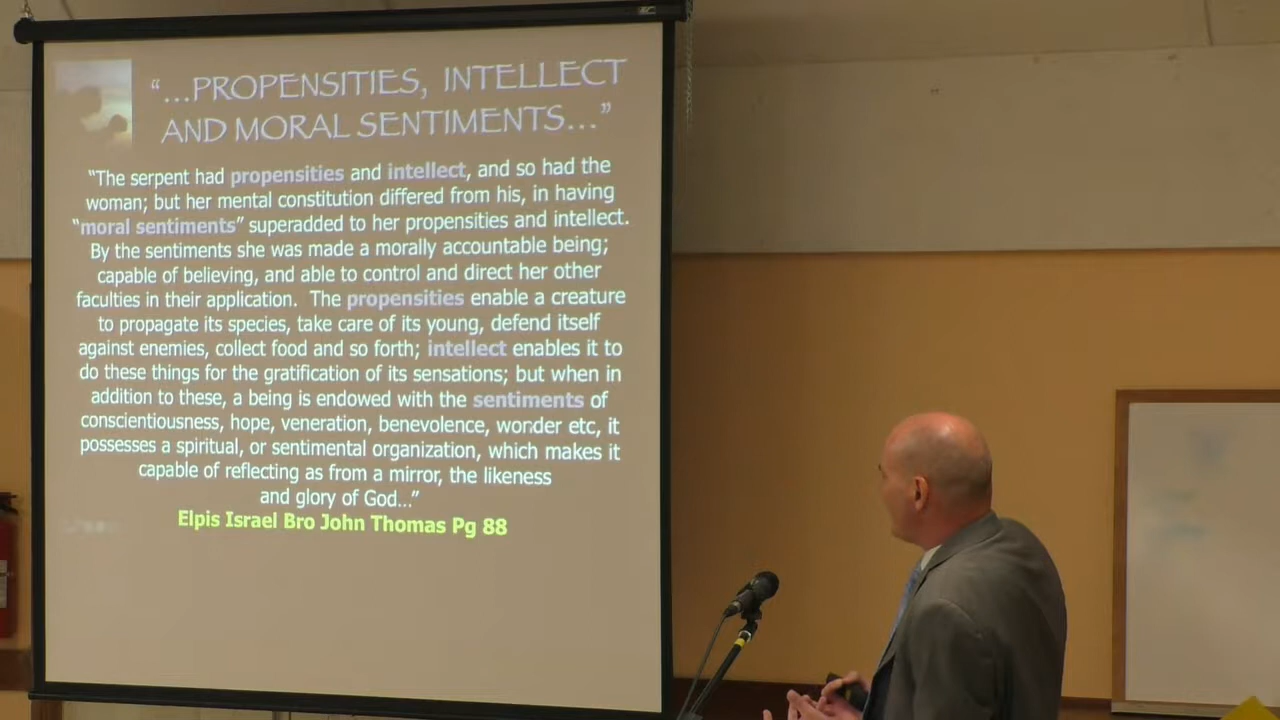 “...PROPENSITIES, INTELLECT
AND MORAL SENTIMENTS...”
“The serpent had propensities and intellect, and so had the
woman; but her mental constitution differed from his, in having
“moral sentiments” superadded to her propensities and intellect.
By the sentiments she was made a morally accountable being;
capable of believing, and able to control and direct her other
faculties in their application. The propensities enable a creature
to propagate its species, take care of its young, defend itself
against enemies, collect food and so forth; intellect enables it to
do these things for the gratification of its sensations; but when in
addition to these, a being is endowed with the sentiments of
conscientiousness, hope, veneration, benevolence, wonder etc, it
possesses a spiritual, or sentimental organization, which makes it
capable of reflecting as from a mirror, the likeness
and glory of God...”
Elpis Israel Bro John Thomas Pg 88